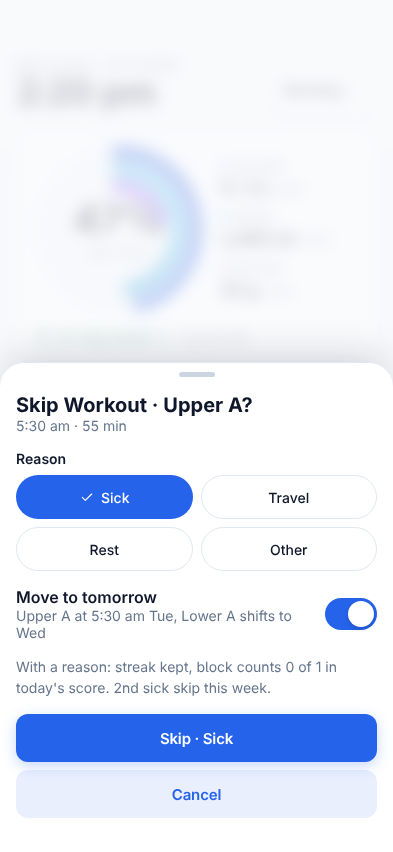 Skip Workout · Upper A?
5:30 am · 55 min
Reason
Sick
Travel
Rest
Other
Move to tomorrow
Upper A at 5:30 am Tue, Lower A shifts to
Wed
With a reason: streak kept, block counts 0 of 1 in
today's score. 2nd sick skip this week.
Skip · Sick
Cancel